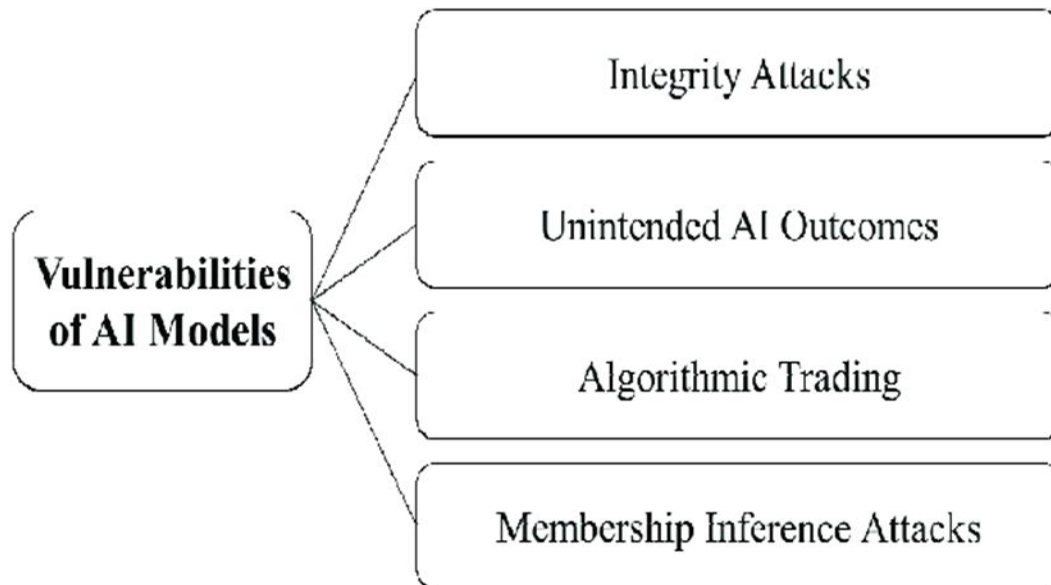 Vulnerabilities
of AI Models
Integrity Attacks
Unintended AI Outcomes
Algorithmic Trading
Membership Inference Attacks